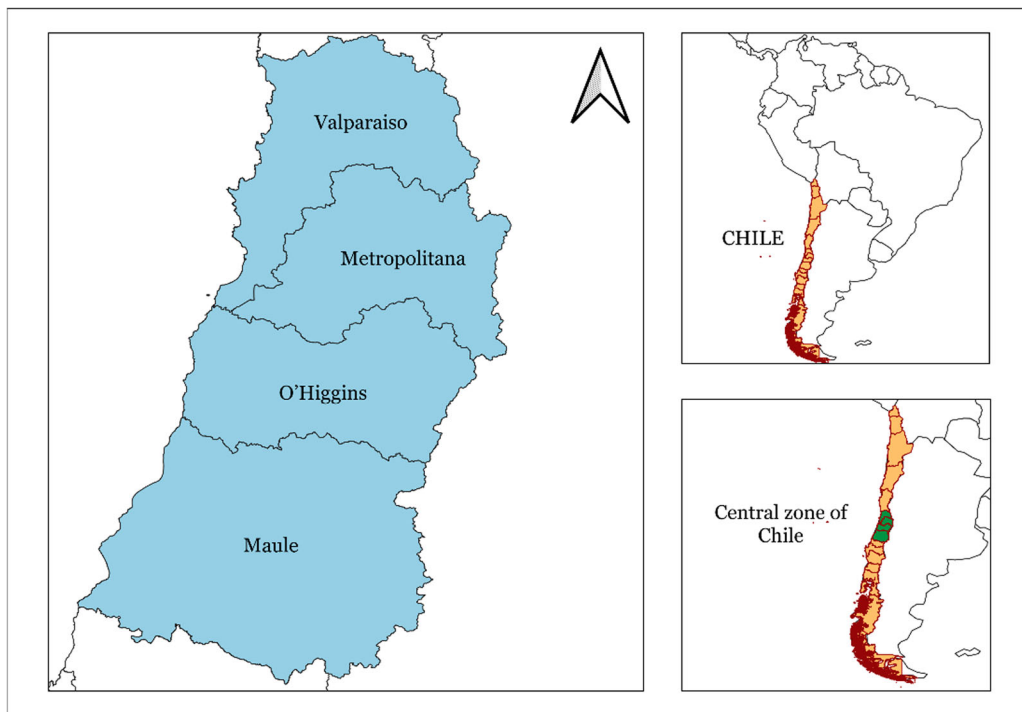 Valparaiso
Metropolitana
O’Higgins
Maule
CHILE
Central zone of
Chile